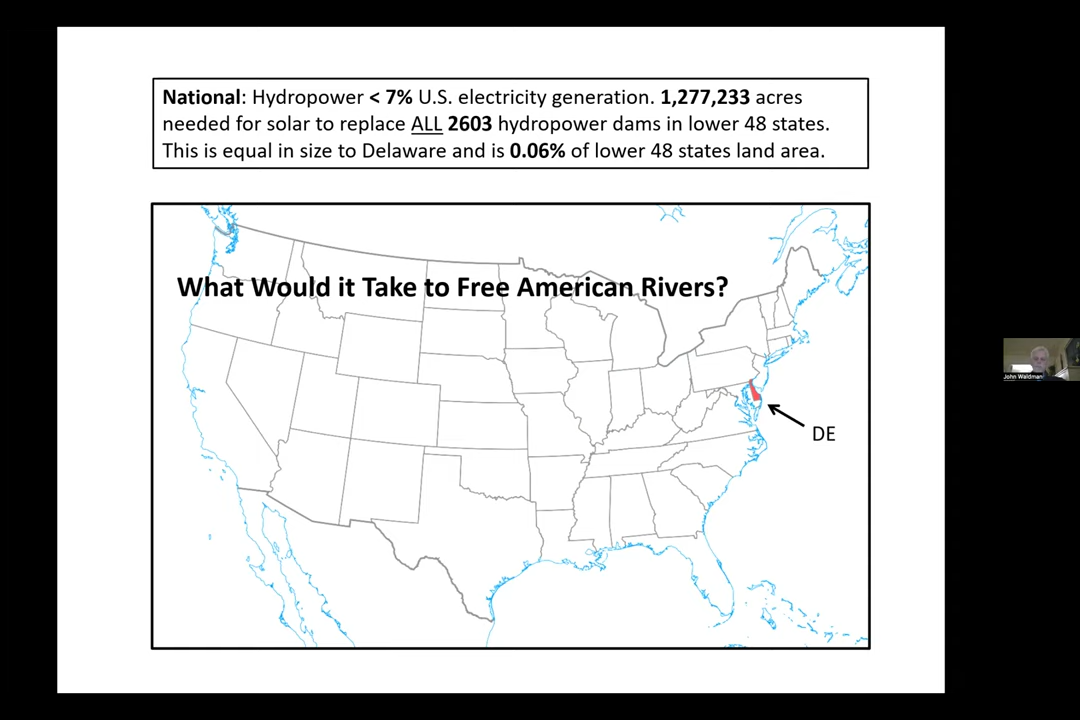 National: Hydropower < 7% U.S. electricity generation. 1,277,233 acres
needed for solar to replace ALL 2603 hydropower dams in lower 48 states.
This is equal in size to Delaware and is 0.06% of lower 48 states land area.
What Would it Take to Free American Rivers?
DE
John Waldman